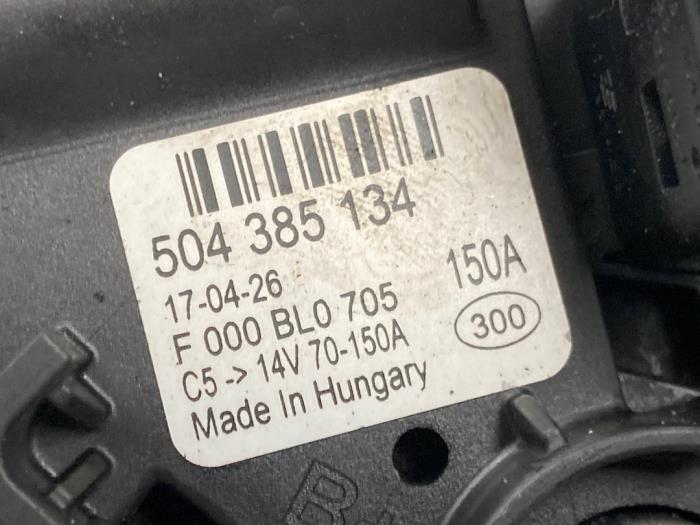 504 385 134
17-04-26
150A
F 000 BL0 705
300
C5 -> 14V 70-150A
Made In Hungary
B